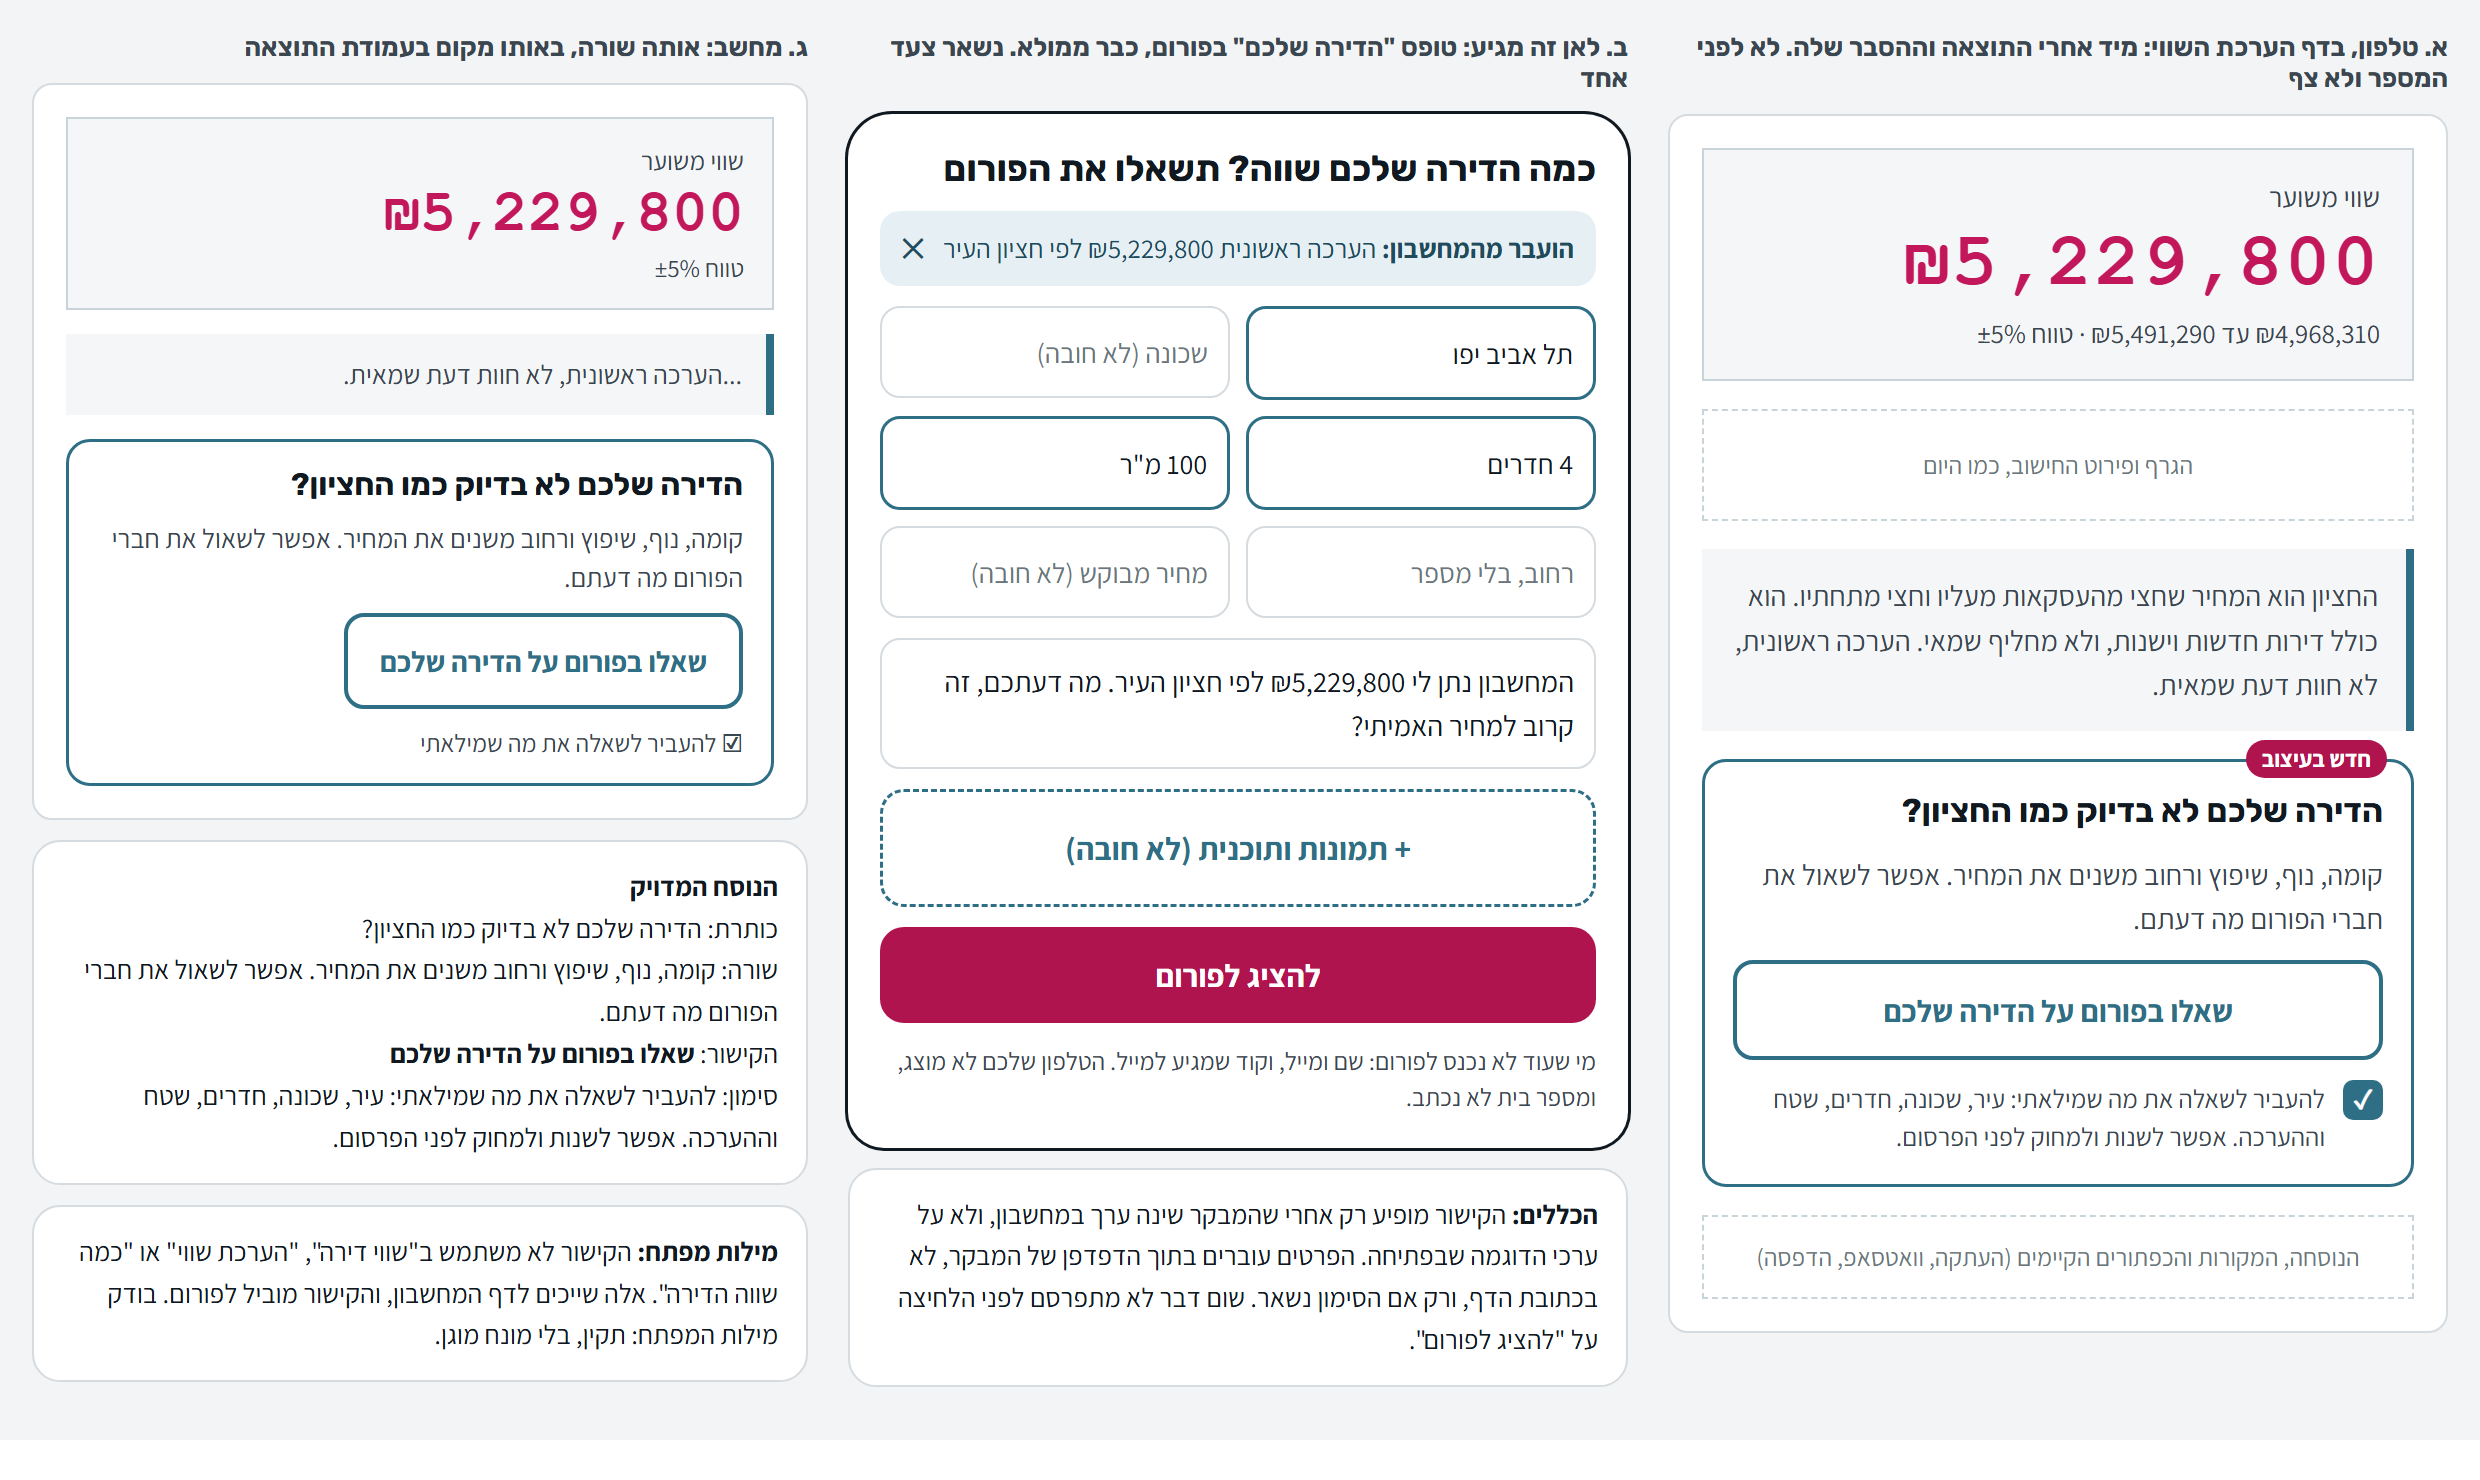 א. טלפון, בדף הערכת השווי: מיד אחרי התוצאה וההסבר שלה. לא לפני
המספר ולא צף
שווי משוער
₪5,229,800
₪4,968,310 עד ₪5,491,290 · טווח ±5%
הגרף ופירוט החישוב, כמו היום
החציון הוא המחיר שחצי מהעסקאות מעליו וחצי מתחתיו. הוא
כולל דירות חדשות וישנות, ולא מחליף שמאי. הערכה ראשונית,
לא חוות דעת שמאית.
חדש בעיצוב
הדירה שלכם לא בדיוק כמו החציון?
קומה, נוף, שיפוץ ורחוב משנים את המחיר. אפשר לשאול את
חברי הפורום מה דעתם.
שאלו בפורום על הדירה שלכם
להעביר לשאלה את מה שמילאתי: עיר, שכונה, חדרים, שטח
וההערכה. אפשר לשנות ולמחוק לפני הפרסום.
הנוסחה, המקורות והכפתורים הקיימים (העתקה, וואטסאפ, הדפסה)
ב. לאן זה מגיע: טופס "הדירה שלכם" בפורום, כבר ממולא. נשאר צעד
אחד
כמה הדירה שלכם שווה? תשאלו את הפורום
הועבר מהמחשבון: הערכה ראשונית ₪5,229,800 לפי חציון העיר ×
תל אביב יפו
שכונה (לא חובה)
4 חדרים
100 מ"ר
רחוב, בלי מספר
מחיר מבוקש (לא חובה)
המחשבון נתן לי ₪5,229,800 לפי חציון העיר. מה דעתכם, זה
קרוב למחיר האמיתי?
+ תמונות ותוכנית (לא חובה)
להציג לפורום
מי שעוד לא נכנס לפורום: שם ומייל, וקוד שמגיע למייל. הטלפון שלכם לא מוצג,
ומספר בית לא נכתב.
הכללים: הקישור מופיע רק אחרי שהמבקר שינה ערך במחשבון, ולא על
ערכי הדוגמה שבפתיחה. הפרטים עוברים בתוך הדפדפן של המבקר, לא
בכתובת הדף, ורק אם הסימון נשאר. שום דבר לא מתפרסם לפני הלחיצה
על "להציג לפורום".
ג. מחשב: אותה שורה, באותו מקום בעמודת התוצאה
שווי משוער
₪5,229,800
טווח ±5%
...הערכה ראשונית, לא חוות דעת שמאית.
הדירה שלכם לא בדיוק כמו החציון?
קומה, נוף, שיפוץ ורחוב משנים את המחיר. אפשר לשאול את חברי
הפורום מה דעתם.
שאלו בפורום על הדירה שלכם
☑ להעביר לשאלה את מה שמילאתי
הנוסח המדויק
כותרת: הדירה שלכם לא בדיוק כמו החציון?
שורה: קומה, נוף, שיפוץ ורחוב משנים את המחיר. אפשר לשאול את חברי
הפורום מה דעתם.
הקישור: שאלו בפורום על הדירה שלכם
סימון: להעביר לשאלה את מה שמילאתי: עיר, שכונה, חדרים, שטח
וההערכה. אפשר לשנות ולמחוק לפני הפרסום.
מילות מפתח: הקישור לא משתמש ב"שווי דירה", "הערכת שווי" או "כמה
שווה הדירה". אלה שייכים לדף המחשבון, והקישור מוביל לפורום. בודק
מילות המפתח: תקין, בלי מונח מוגן.